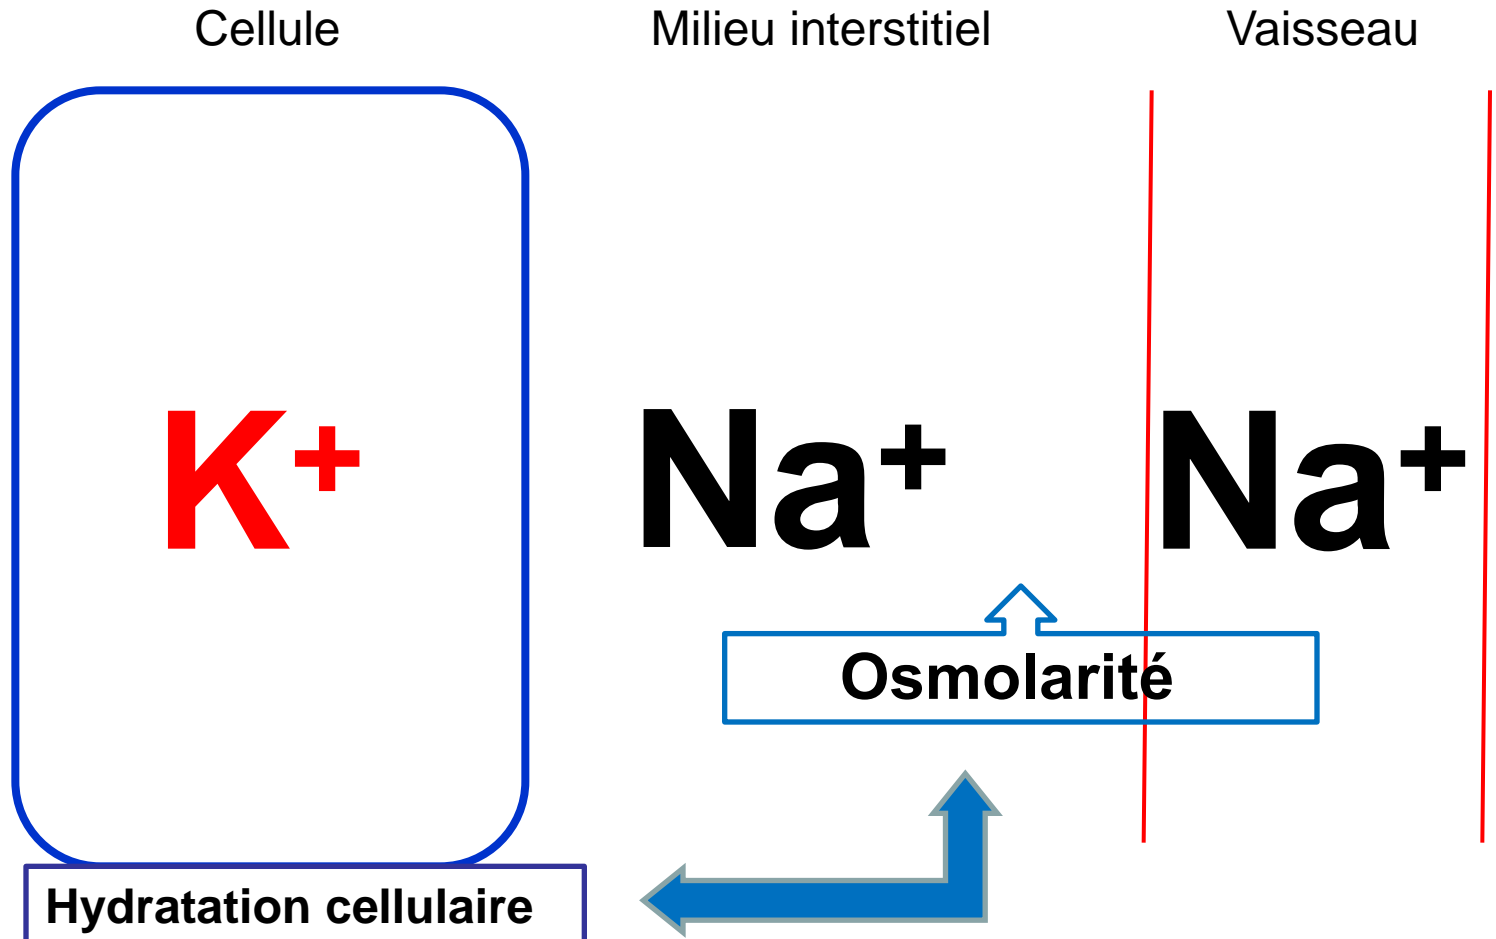 Cellule Milieu interstitiel Vaisseau
K+ Na+ Na+
Osmolarité
Hydratation cellulaire